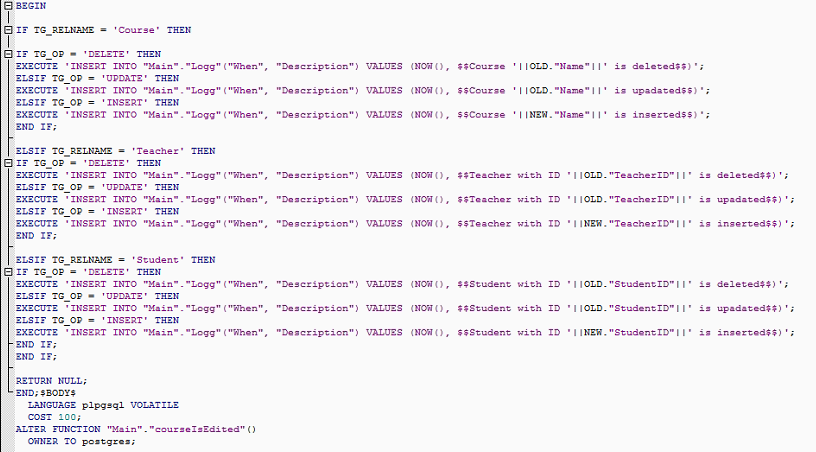 BEGIN
IF TG_RELNAME = 'Course' THEN
IF TG_OP = 'DELETE' THEN
EXECUTE 'INSERT INTO "Main"."Logg"("When", "Description") VALUES (NOW(), $$Course '||OLD."Name"||' is deleted$$)';
ELSIF TG_OP = 'UPDATE' THEN
EXECUTE 'INSERT INTO "Main"."Logg"("When", "Description") VALUES (NOW(), $$Course '||OLD."Name"||' is upadated$$)';
ELSIF TG_OP = 'INSERT' THEN
EXECUTE 'INSERT INTO "Main"."Logg"("When", "Description") VALUES (NOW(), $$Course '||NEW."Name"||' is inserted$$)';
END IF;
ELSIF TG_RELNAME = 'Teacher' THEN
IF TG_OP = 'DELETE' THEN
EXECUTE 'INSERT INTO "Main"."Logg"("When", "Description") VALUES (NOW(), $$Teacher with ID '||OLD."TeacherID"||' is deleted$$)';
ELSIF TG_OP = 'UPDATE' THEN
EXECUTE 'INSERT INTO "Main"."Logg"("When", "Description") VALUES (NOW(), $$Teacher with ID '||OLD."TeacherID"||' is upadated$$)';
ELSIF TG_OP = 'INSERT' THEN
EXECUTE 'INSERT INTO "Main"."Logg"("When", "Description") VALUES (NOW(), $$Teacher with ID '||NEW."TeacherID"||' is inserted$$)';
END IF;
ELSIF TG_RELNAME = 'Student' THEN
IF TG_OP = 'DELETE' THEN
EXECUTE 'INSERT INTO "Main"."Logg"("When", "Description") VALUES (NOW(), $$Student with ID '||OLD."StudentID"||' is deleted$$)';
ELSIF TG_OP = 'UPDATE' THEN
EXECUTE 'INSERT INTO "Main"."Logg"("When", "Description") VALUES (NOW(), $$Student with ID '||OLD."StudentID"||' is upadated$$)';
ELSIF TG_OP = 'INSERT' THEN
EXECUTE 'INSERT INTO "Main"."Logg"("When", "Description") VALUES (NOW(), $$Student with ID '||NEW."StudentID"||' is inserted$$)';
END IF;
END IF;
RETURN NULL;
END;$BODY$
LANGUAGE plpgsql VOLATILE
COST 100;
ALTER FUNCTION "Main"."courseIsEdited"()
OWNER TO postgres;